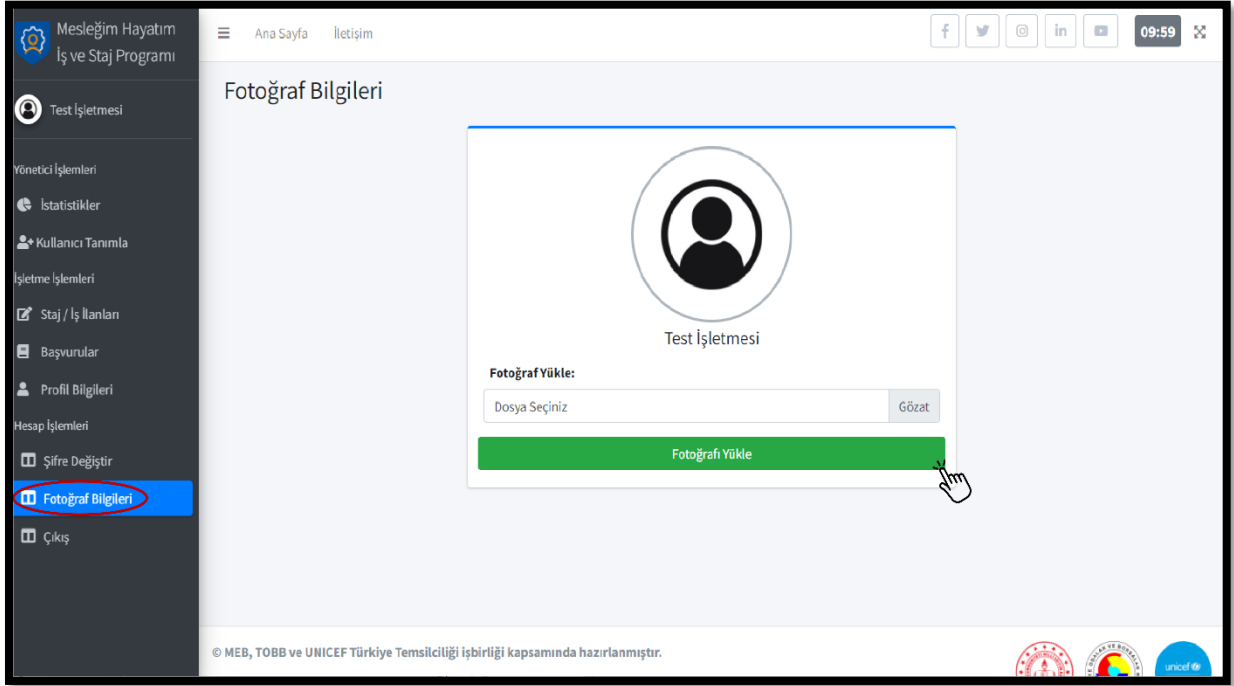 Mesleğim Hayatım
İş ve Staj Programı
Ana Sayfa İletişim
09:59
Test İşletmesi
Yönetici İşlemleri
İstatistikler
Kullanıcı Tanımla
İşletme İşlemleri
Staj / İş İlanları
Başvurular
Profil Bilgileri
Hesap İşlemleri
Şifre Değiştir
Fotoğraf Bilgileri
Çıkış
Fotoğraf Bilgileri
Test İşletmesi
Fotoğraf Yükle:
Dosya Seçiniz Gözat
Fotoğrafı Yükle
© MEB, TOBB ve UNICEF Türkiye Temsilciliği işbirliği kapsamında hazırlanmıştır.
unicef